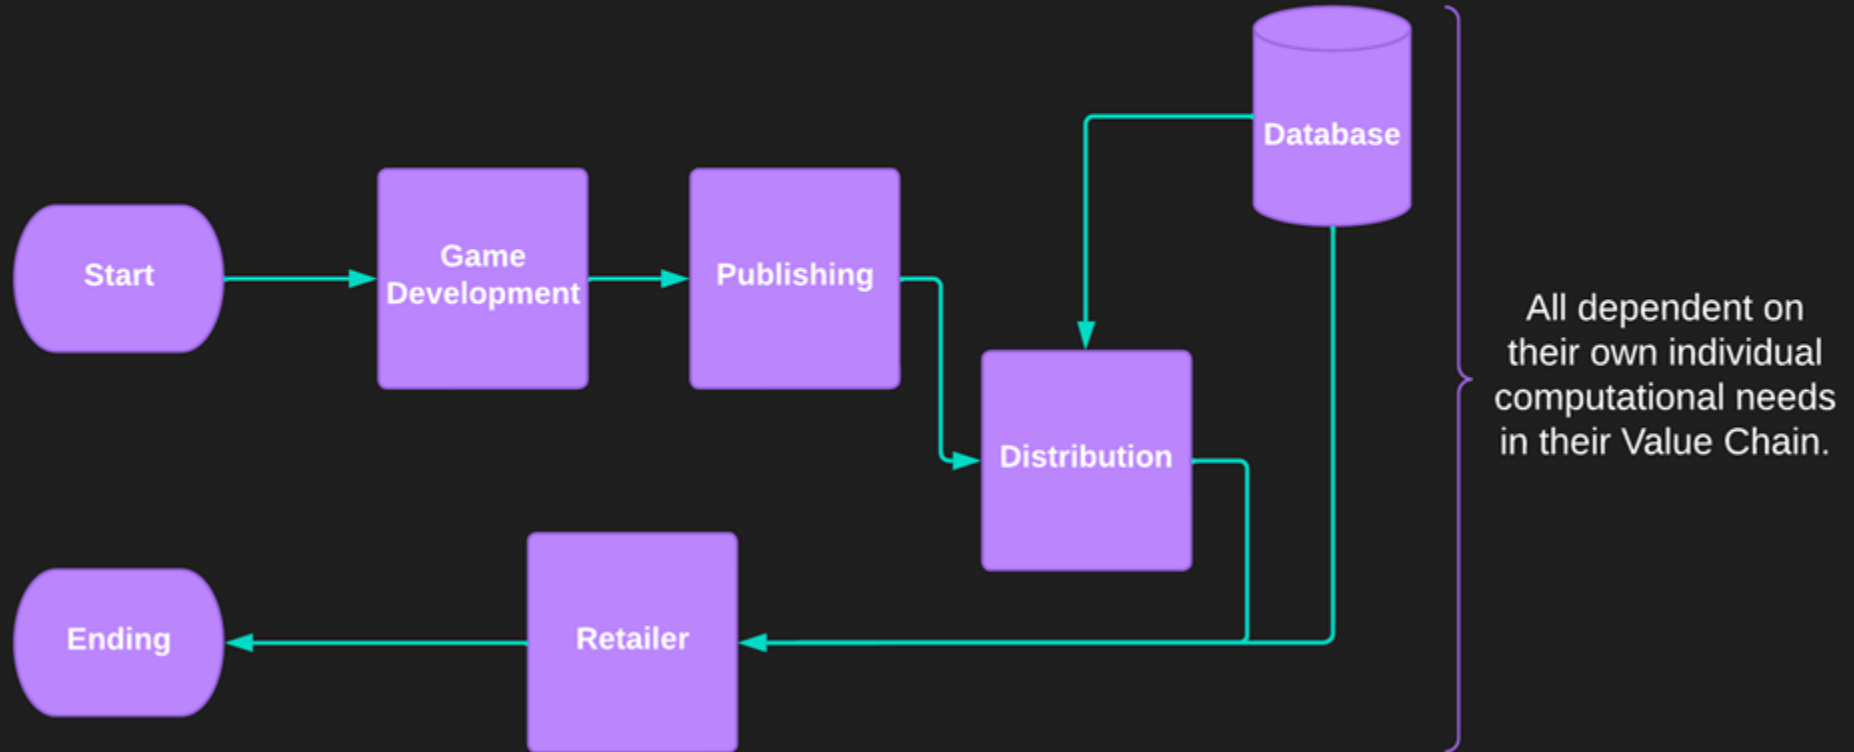 Database
Start
Game
Development
Publishing
All dependent on
their own individual
computational needs
in their Value Chain.
Distribution
Ending
Retailer